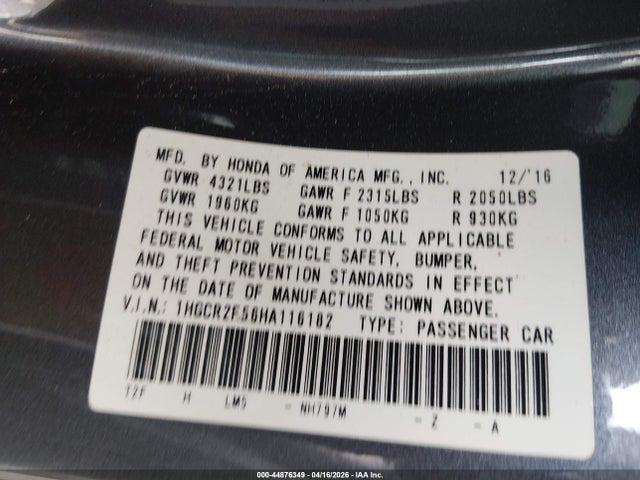 MFD. BY HONDA OF AMERICA MFG., INC. 12/'16
GVWR 4321LBS GAWR F 2315LBS R 2050LBS
GVWR 1960KG GAWR F 1050KG R 930KG
THIS VEHICLE CONFORMS TO ALL APPLICABLE
FEDERAL MOTOR VEHICLE SAFETY, BUMPER,
AND THEFT PREVENTION STANDARDS IN EFFECT
ON THE DATE OF MANUFACTURE SHOWN ABOVE.
V.I.N.: 1HGCR2F56HA116182 TYPE: PASSENGER CAR
T2F H LM5 = NH797M = Z = A
000-44876349 - 04/16/2026 - IAA Inc.